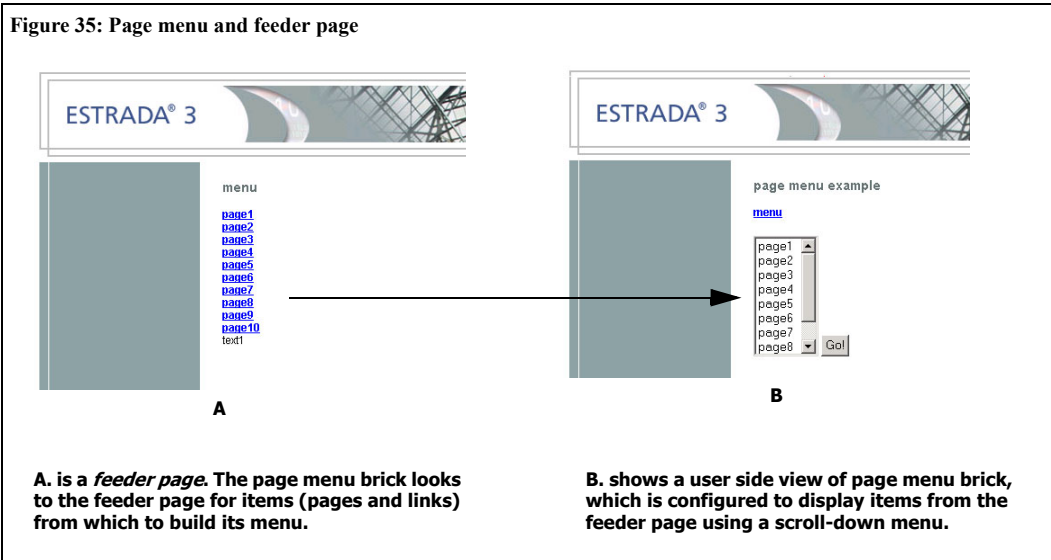 Figure 35: Page menu and feeder page
ESTRADA® 3
menu
page1
page2
page3
page4
page5
page6
page7
page8
page9
page10
text1
A
ESTRADA® 3
page menu example
menu
page1
page2
page3
page4
page5
page6
page7
page8
Go!
B
A. is a feeder page. The page menu brick looks
to the feeder page for items (pages and links)
from which to build its menu.
B. shows a user side view of page menu brick,
which is configured to display items from the
feeder page using a scroll-down menu.